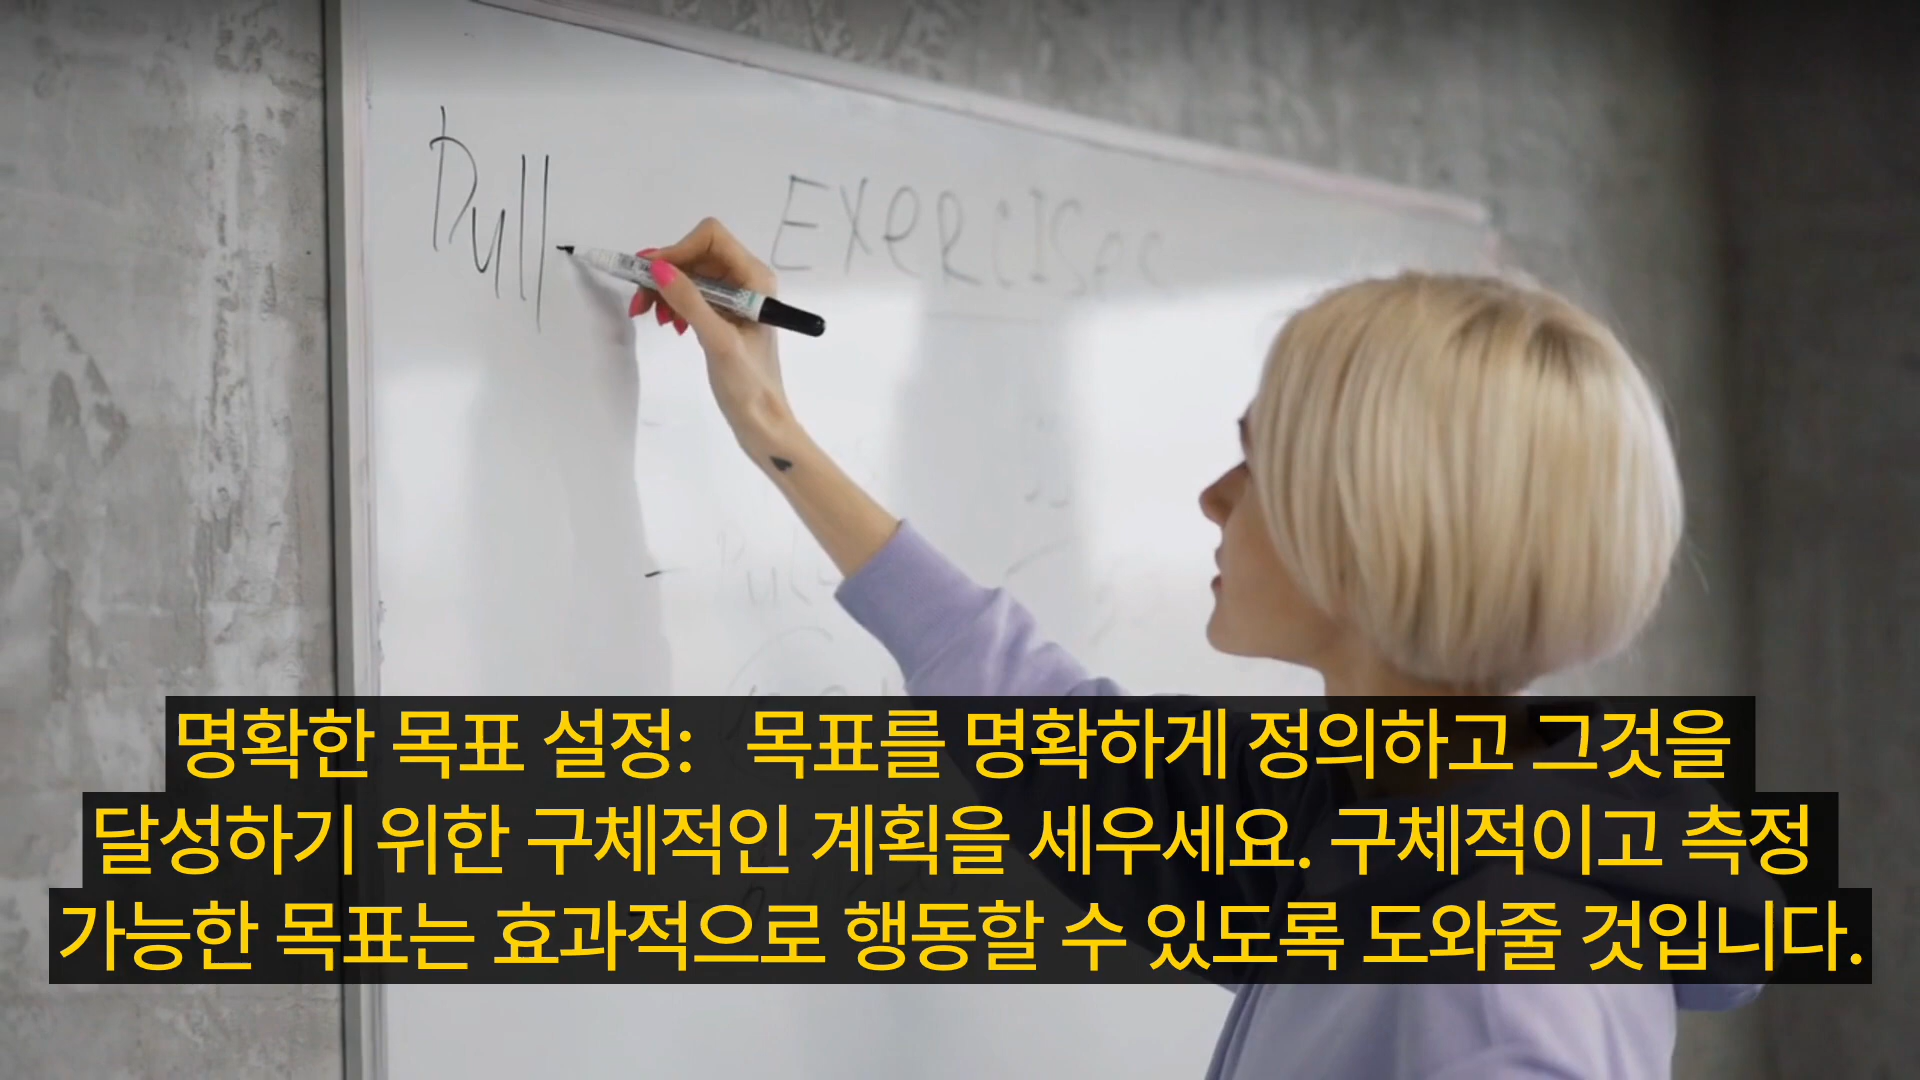 Pull
EXERCISES
명확한 목표 설정: 목표를 명확하게 정의하고 그것을
달성하기 위한 구체적인 계획을 세우세요. 구체적이고 측정
가능한 목표는 효과적으로 행동할 수 있도록 도와줄 것입니다.